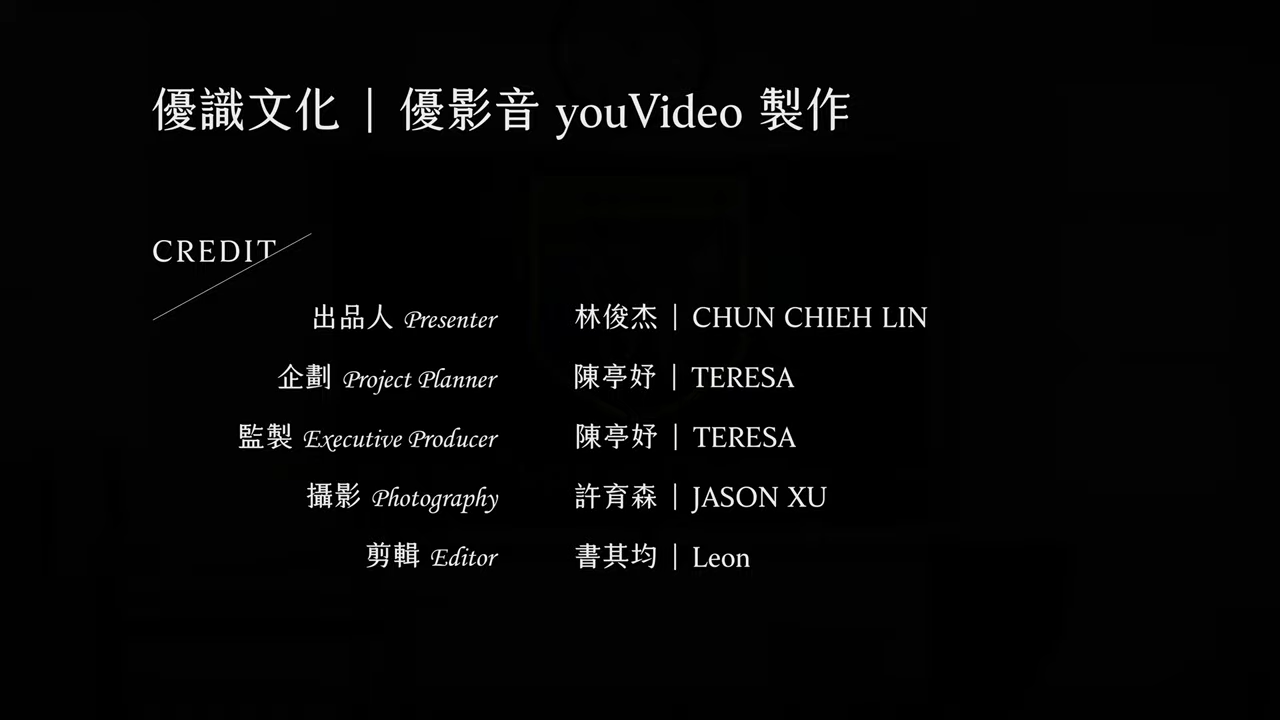 優識文化｜優影音 youVideo 製作
CREDIT
出品人 Presenter 林俊杰｜CHUN CHIEH LIN
企劃 Project Planner 陳亭妤｜TERESA
監製 Executive Producer 陳亭妤｜TERESA
攝影 Photography 許育森｜JASON XU
剪輯 Editor 書其均｜Leon